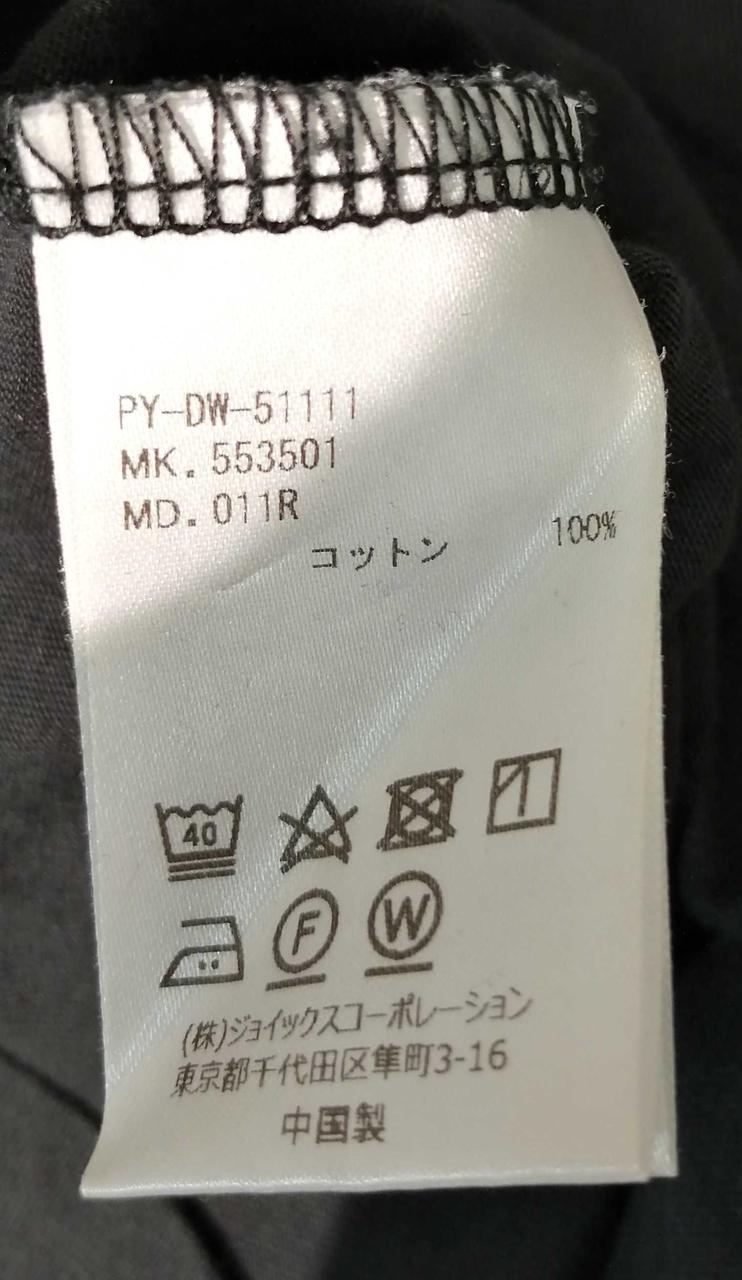 PY-DW-51111
MK.553501
MD.011R
コットン 100%
40
F W
(株)ジョイックスコーポレーション
東京都千代田区隼町3-16
中国製